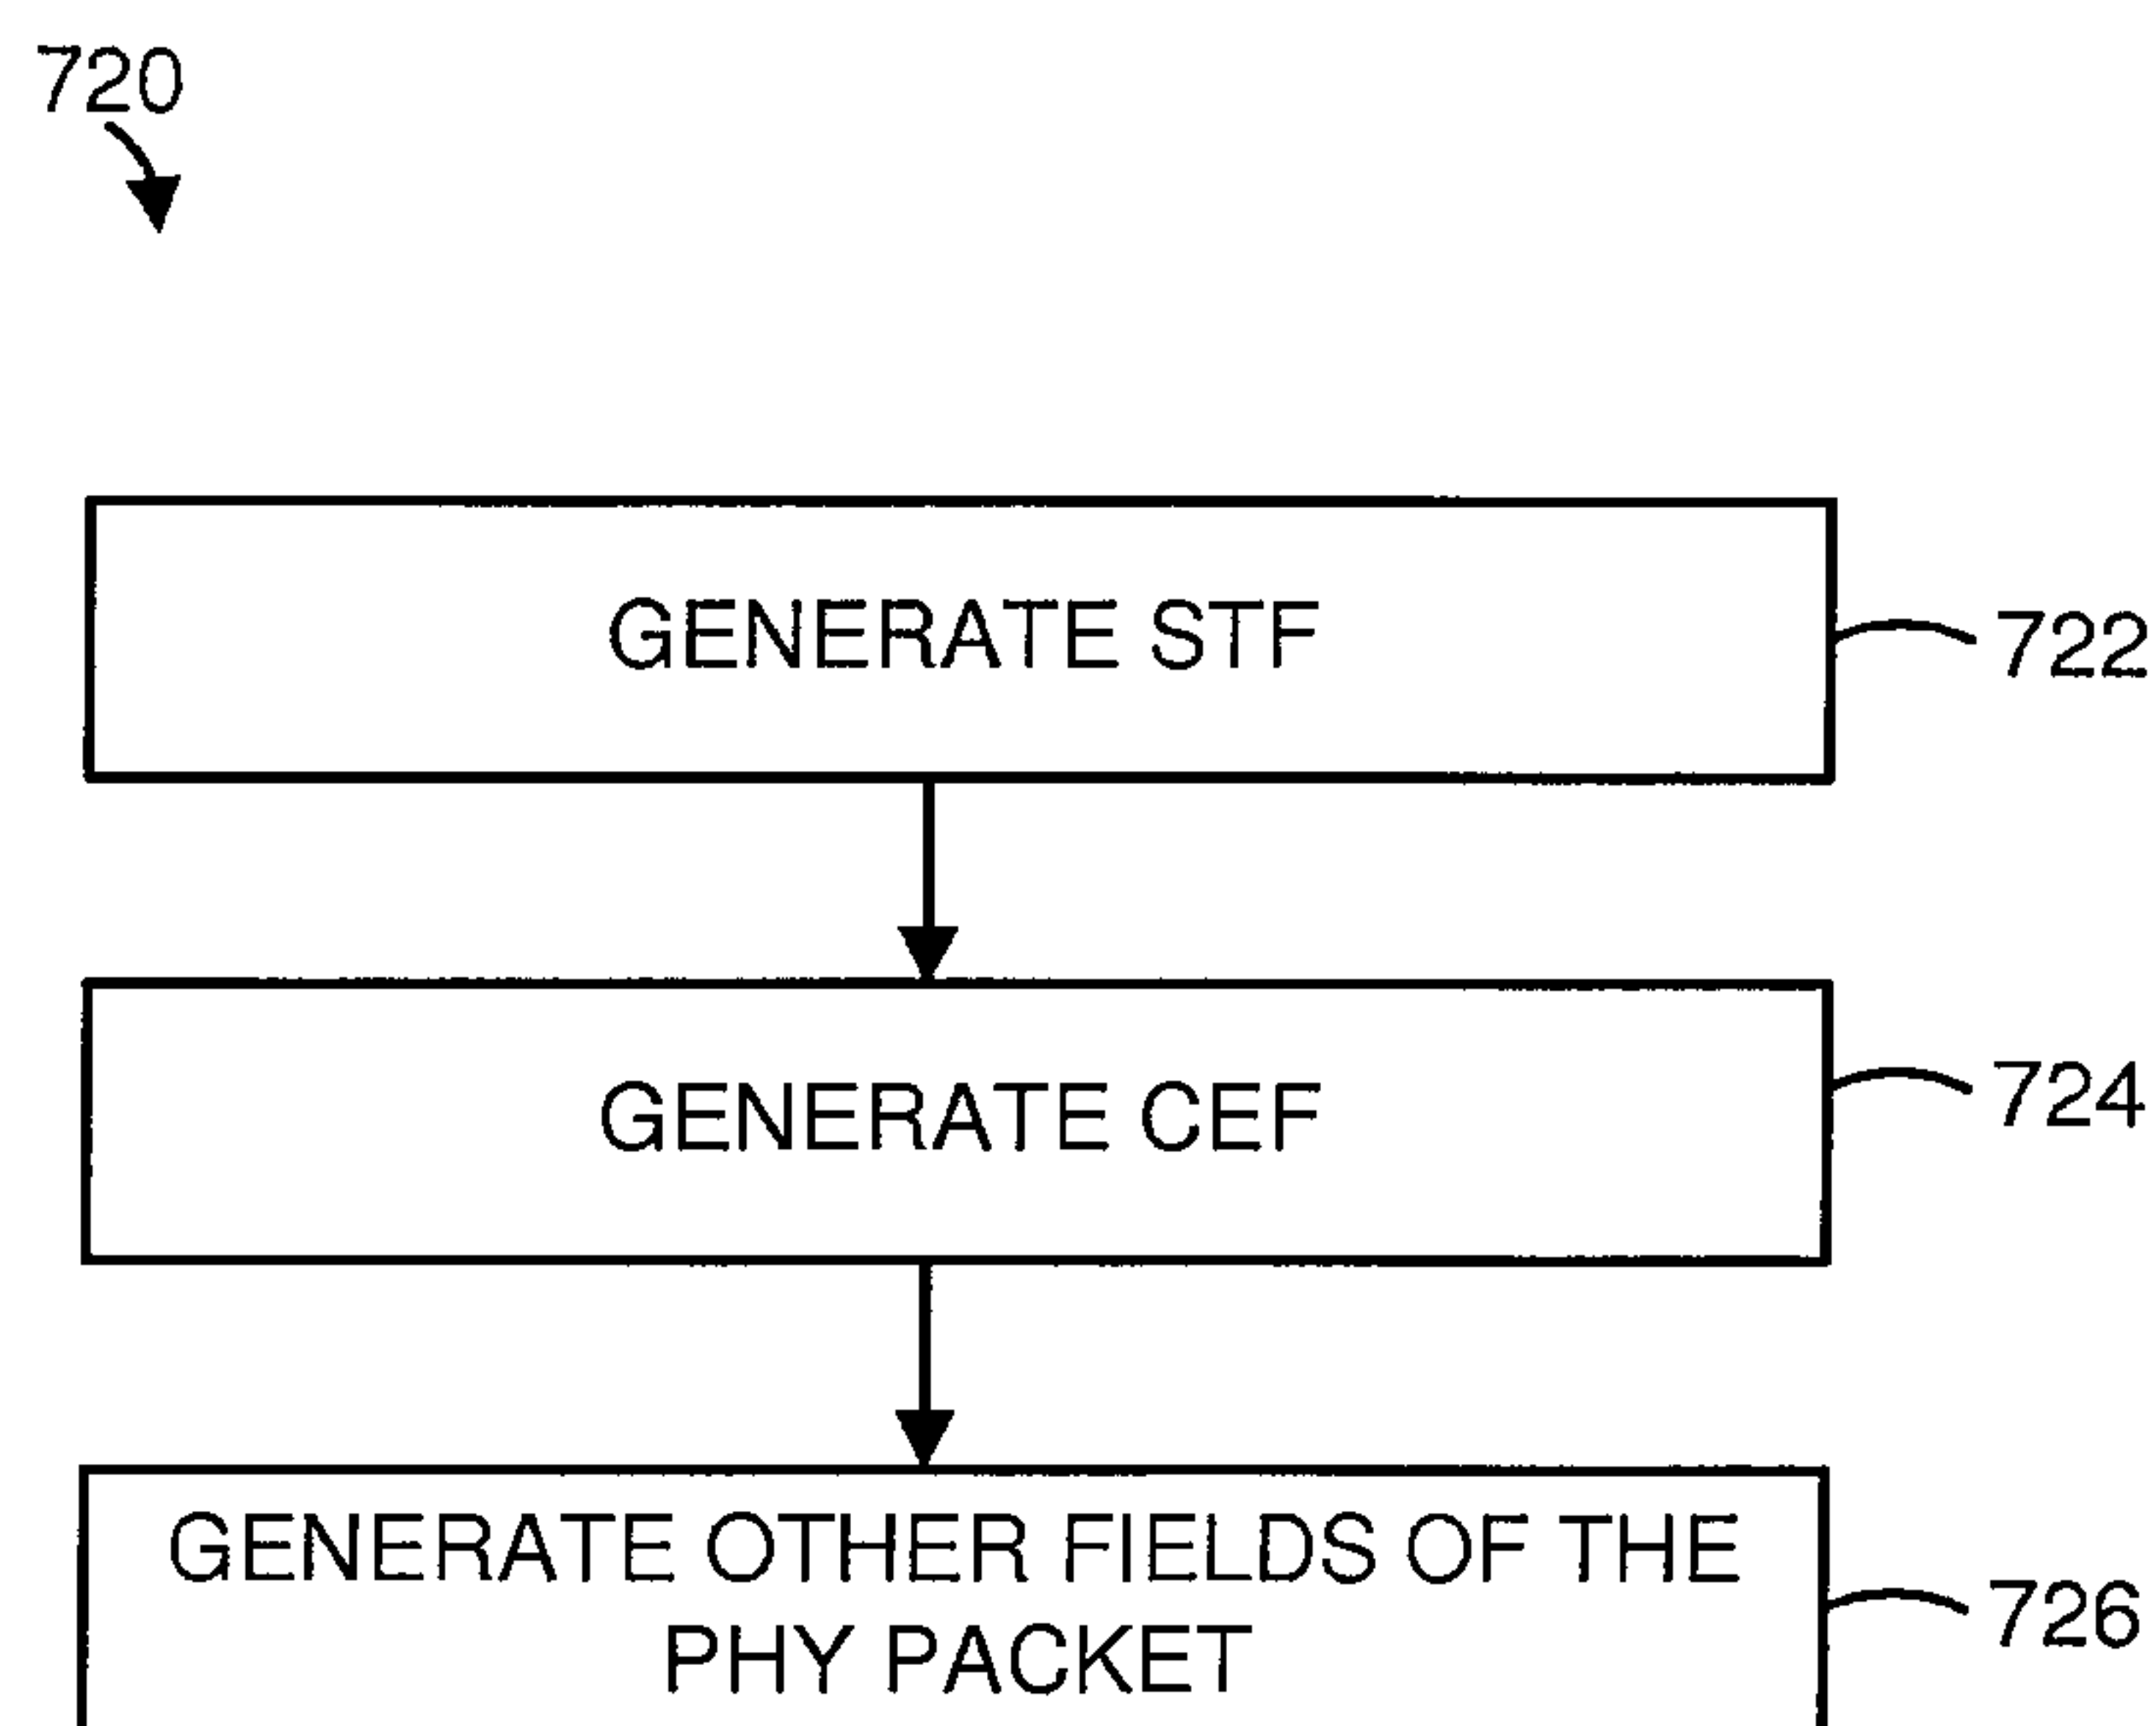 720
GENERATE STF
722
GENERATE CEF
724
GENERATE OTHER FIELDS OF THE
PHY PACKET
726